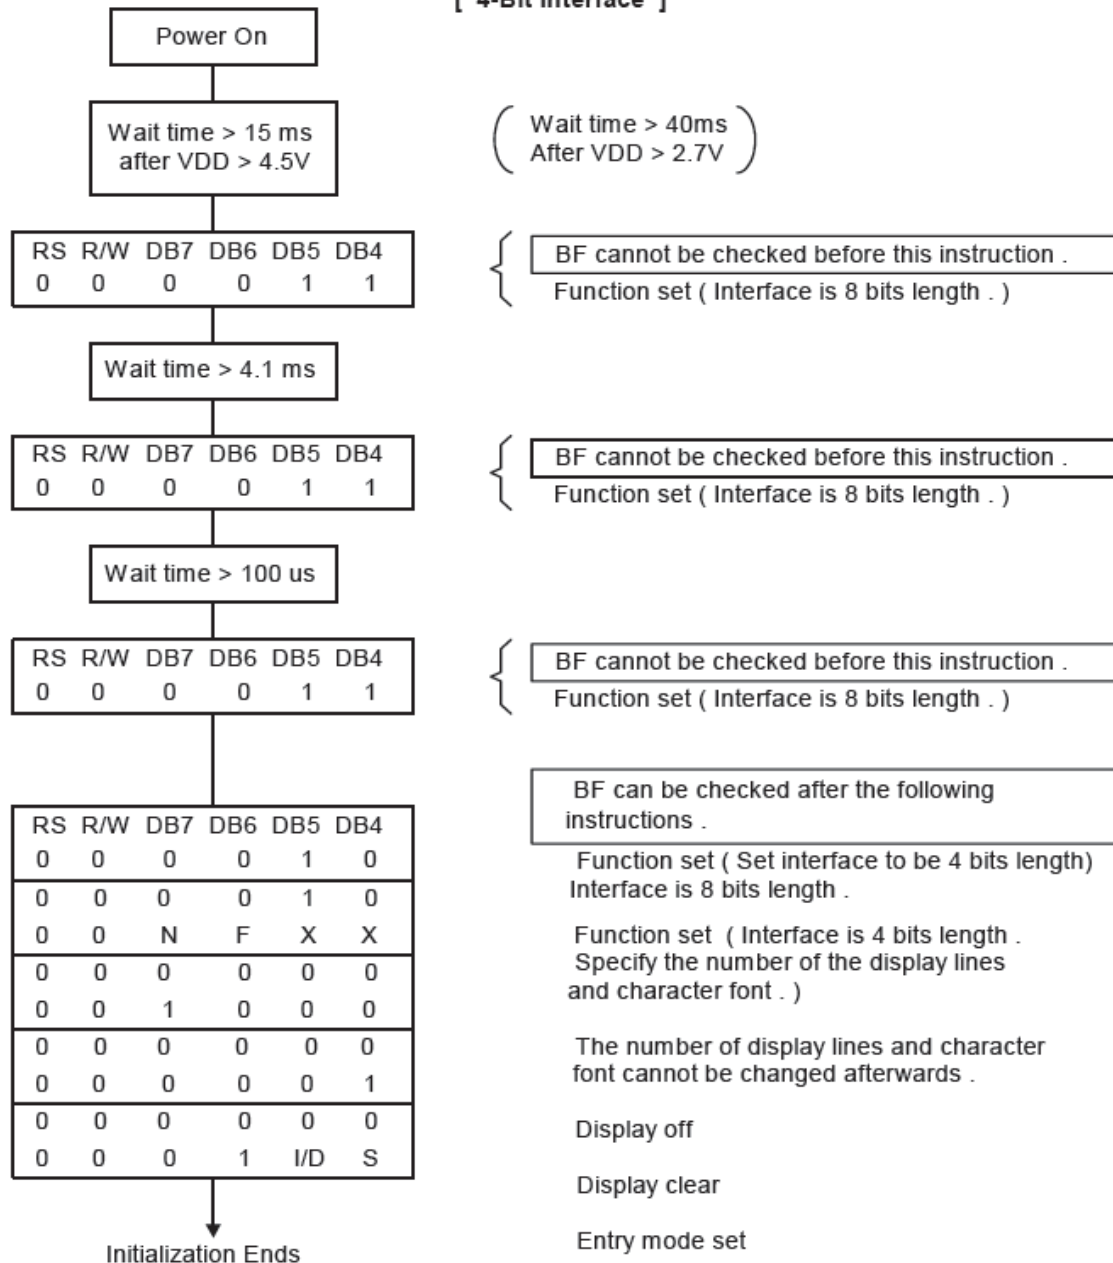 [ 4-Bit Interface ]
Power On
Wait time > 15 ms
after VDD > 4.5V
Wait time > 40ms
After VDD > 2.7V
RS R/W DB7 DB6 DB5 DB4
0 0 0 0 1 1
BF cannot be checked before this instruction .
Function set ( Interface is 8 bits length . )
Wait time > 4.1 ms
RS R/W DB7 DB6 DB5 DB4
0 0 0 0 1 1
BF cannot be checked before this instruction .
Function set ( Interface is 8 bits length . )
Wait time > 100 us
RS R/W DB7 DB6 DB5 DB4
0 0 0 0 1 1
BF cannot be checked before this instruction .
Function set ( Interface is 8 bits length . )
RS R/W DB7 DB6 DB5 DB4
0 0 0 0 1 0
0 0 0 0 1 0
0 0 N F X X
0 0 0 0 0 0
0 0 1 0 0 0
0 0 0 0 0 0
0 0 0 0 0 1
0 0 0 0 0 0
0 0 0 1 I/D S
BF can be checked after the following
instructions .
Function set ( Set interface to be 4 bits length)
Interface is 8 bits length .
Function set ( Interface is 4 bits length .
Specify the number of the display lines
and character font . )
The number of display lines and character
font cannot be changed afterwards .
Display off
Display clear
Entry mode set
Initialization Ends